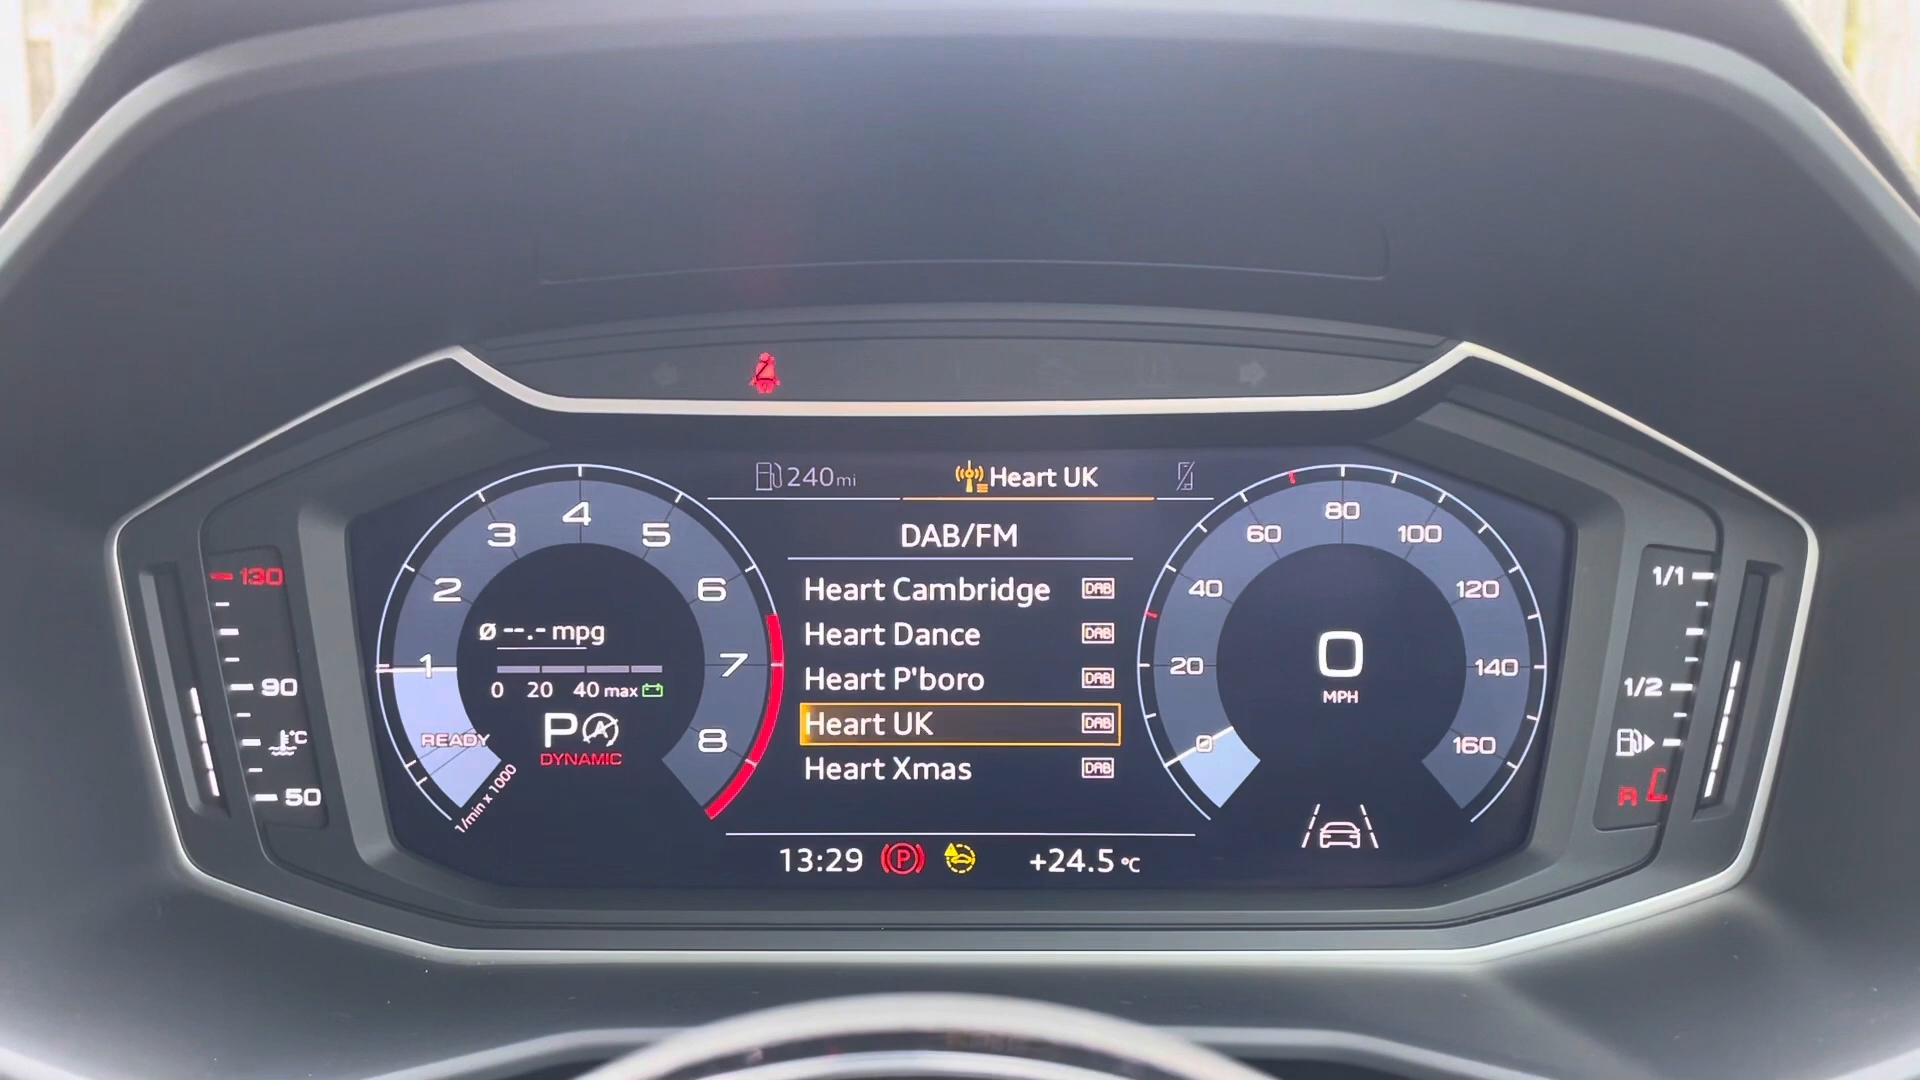 240 mi
Heart UK
DAB/FM
Heart Cambridge DAB
Heart Dance DAB
Heart P'boro DAB
Heart UK DAB
Heart Xmas DAB
13:29
P
+24.5 °C
1
2
3
4
5
6
7
8
READY
1/min x 1000
Ø --.- mpg
0 20 40 max
P A
DYNAMIC
0
20
40
60
80
100
120
140
160
0
MPH
130
90
°C
50
1/1
1/2
R